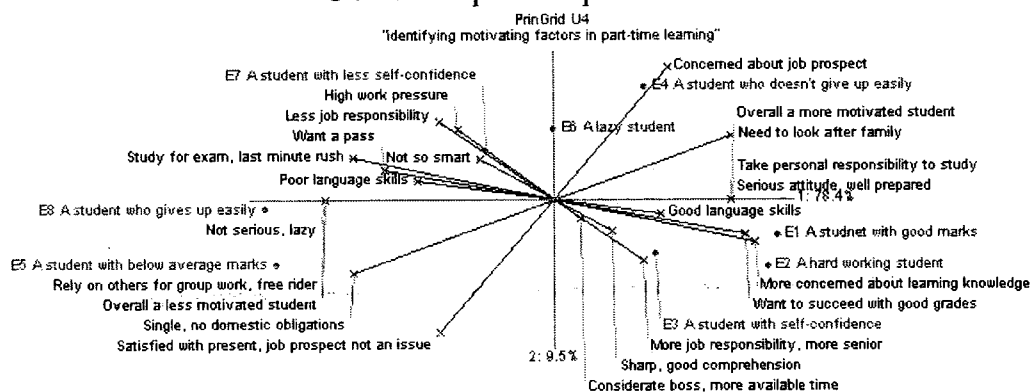 PrinGrid U4
"identifying motivating factors in part-time learning"
Concerned about job prospect
E7 A student with less self-confidence
E4 A student who doesn't give up easily
High work pressure
Less job responsibility
Overall a more motivated student
E6 A lazy student
Want a pass
Need to look after family
Study for exam, last minute rush
Not so smart
Take personal responsibility to study
Poor language skills
Serious attitude, well prepared
1: 78.4%
E8 A student who gives up easily
Good language skills
Not serious, lazy
E1 A studnet with good marks
E5 A student with below average marks
E2 A hard working student
Rely on others for group work, free rider
More concerned about learning knowledge
Overall a less motivated student
Want to succeed with good grades
Single, no domestic obligations
E3 A student with self-confidence
Satisfied with present, job prospect not an issue
More job responsibility, more senior
2: 9.5%
Sharp, good comprehension
Considerate boss, more available time